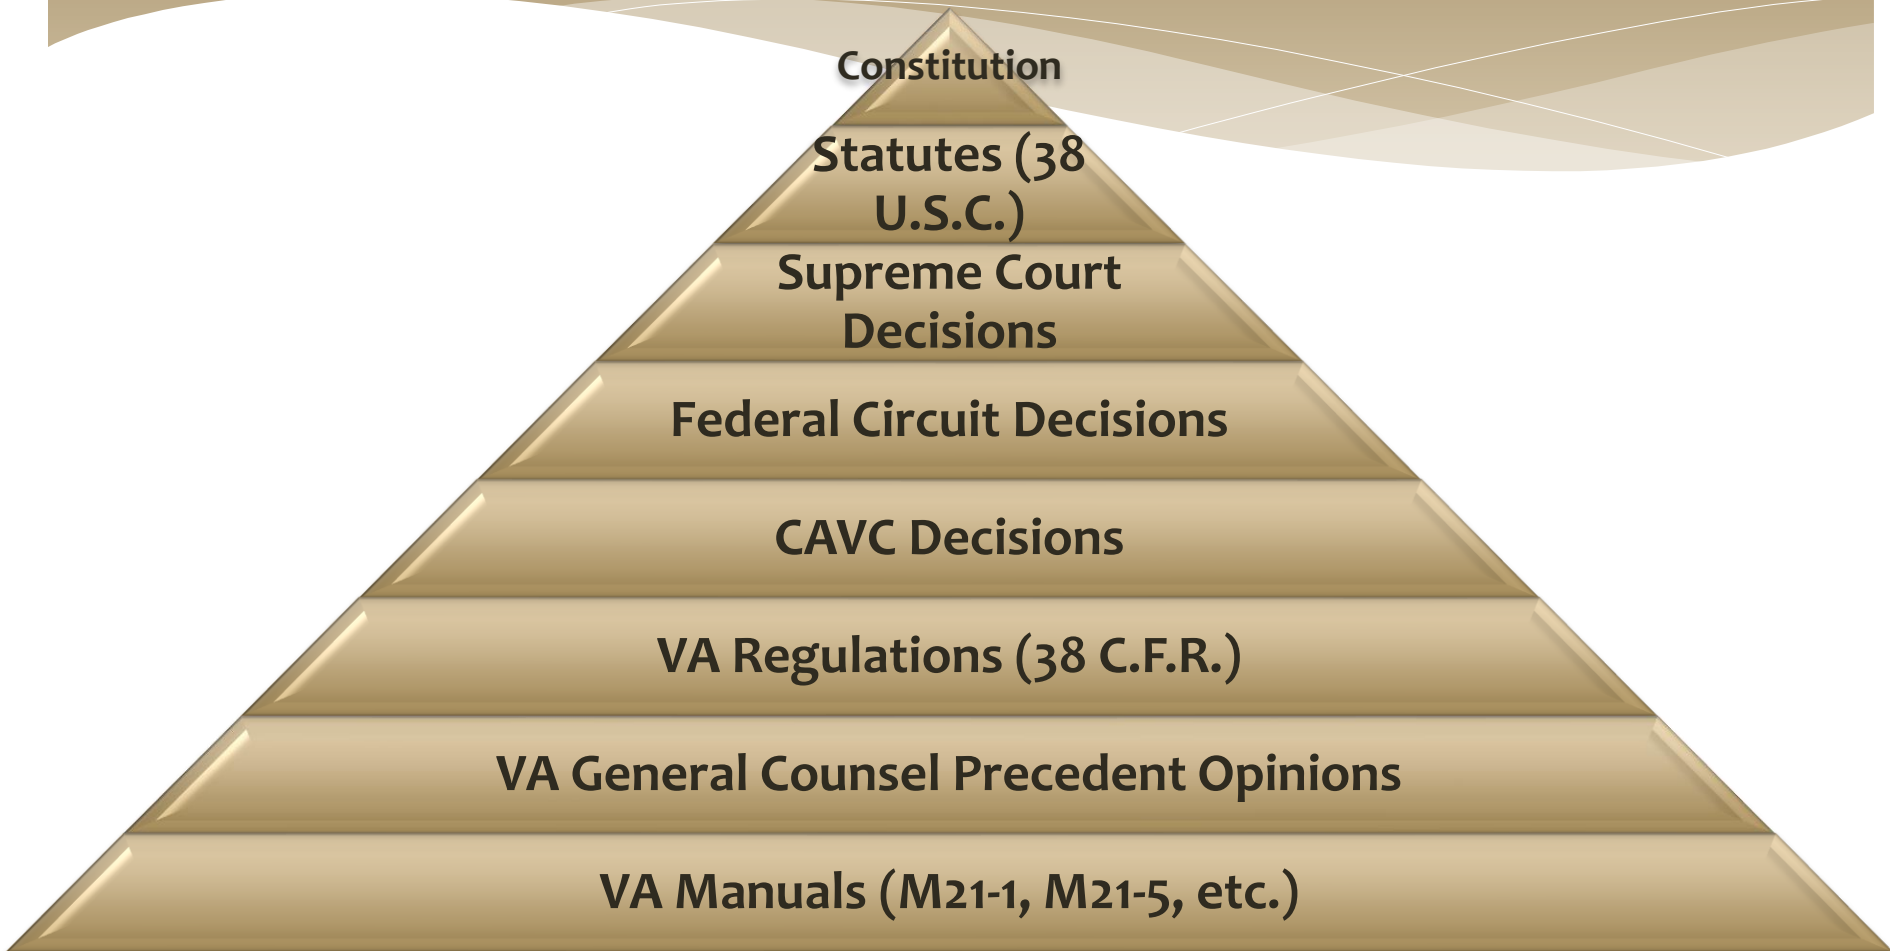 Constitution
Statutes (38
U.S.C.)
Supreme Court
Decisions
Federal Circuit Decisions
CAVC Decisions
VA Regulations (38 C.F.R.)
VA General Counsel Precedent Opinions
VA Manuals (M21-1, M21-5, etc.)